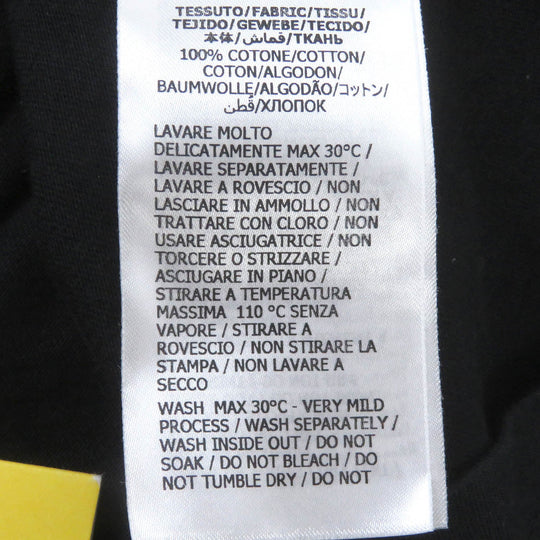 TESSUTO/FABRIC/TISSU/
TEJIDO/GEWEBE/TECIDO/
本体/قماش/ТКАНЬ
100% COTONE/COTTON/
COTON/ALGODON/
BAUMWOLLE/ALGODÃO/コットン/
قُطن/ХЛОПОК
LAVARE MOLTO
DELICATAMENTE MAX 30°C /
LAVARE SEPARATAMENTE /
LAVARE A ROVESCIO / NON
LASCIARE IN AMMOLLO / NON
TRATTARE CON CLORO / NON
USARE ASCIUGATRICE / NON
TORCERE O STRIZZARE /
ASCIUGARE IN PIANO /
STIRARE A TEMPERATURA
MASSIMA 110 °C SENZA
VAPORE / STIRARE A
ROVESCIO / NON STIRARE LA
STAMPA / NON LAVARE A
SECCO
WASH MAX 30°C - VERY MILD
PROCESS / WASH SEPARATELY /
WASH INSIDE OUT / DO NOT
SOAK / DO NOT BLEACH / DO
NOT TUMBLE DRY / DO NOT